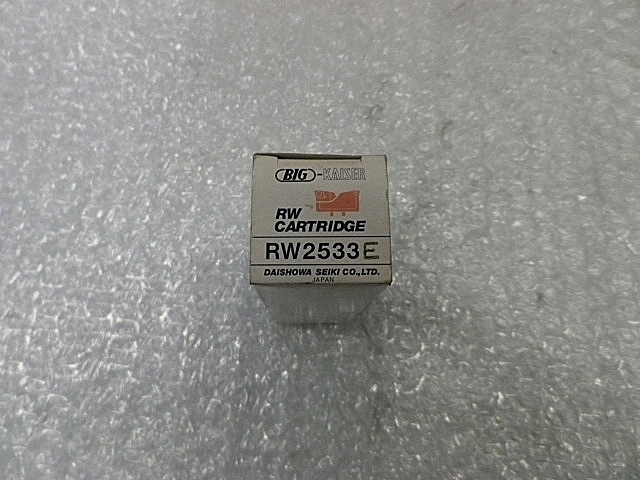 BIG-KAISER
RW
CARTRIDGE
RW2533E
DAISHOWA SEIKI CO.,LTD.
JAPAN